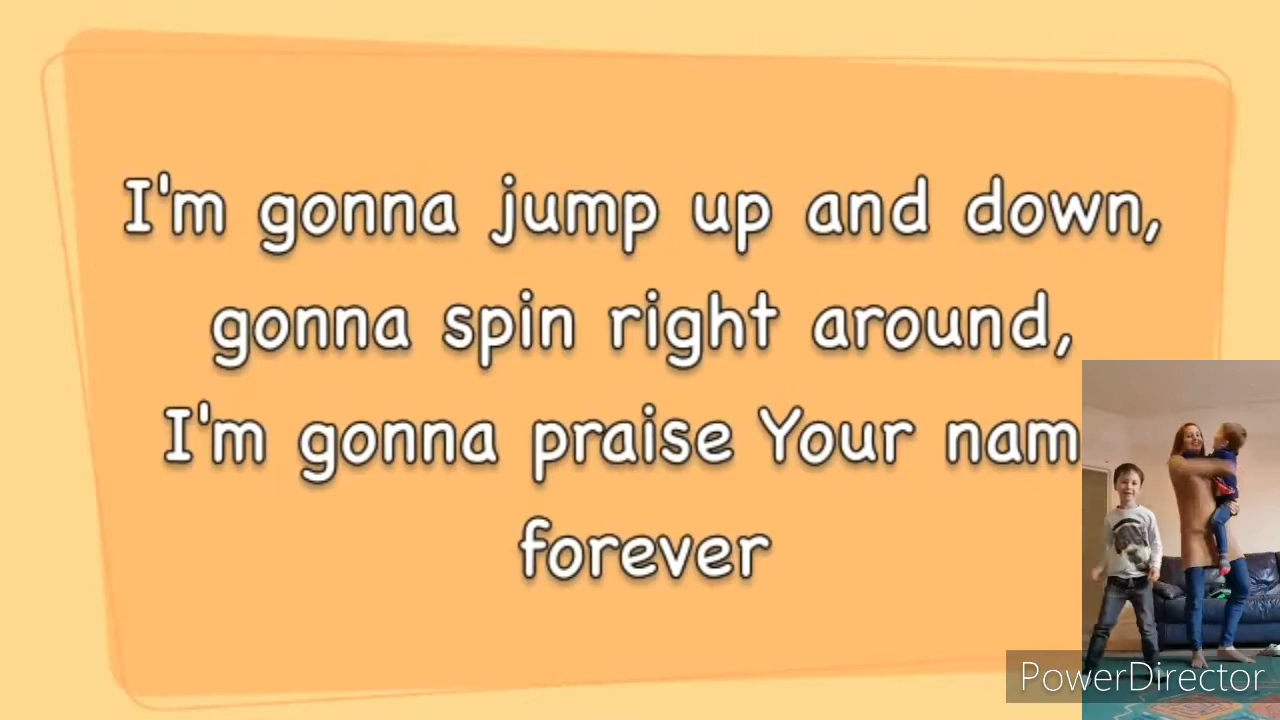 I'm gonna jump up and down,
gonna spin right around,
I'm gonna praise Your nam
forever
PowerDirector